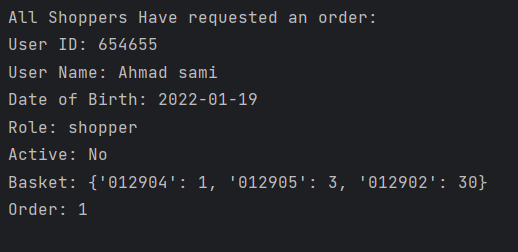 All Shoppers Have requested an order:
User ID: 654655
User Name: Ahmad sami
Date of Birth: 2022-01-19
Role: shopper
Active: No
Basket: {'012904': 1, '012905': 3, '012902': 30}
Order: 1